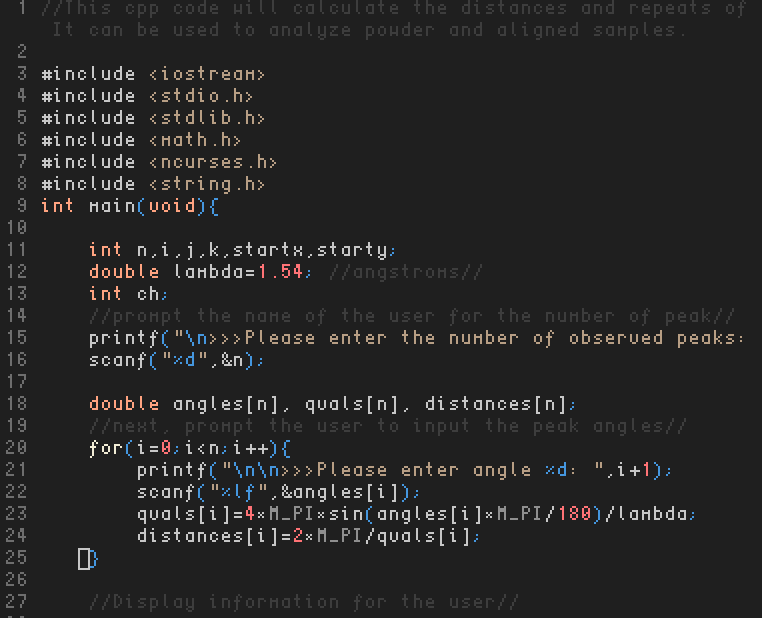 1 //This cpp code will calculate the distances and repeats of
It can be used to analyze powder and aligned samples.
2
3 #include <iostream>
4 #include <stdio.h>
5 #include <stdlib.h>
6 #include <math.h>
7 #include <ncurses.h>
8 #include <string.h>
9 int main(void){
10
11 int n,i,j,k,startx,starty;
12 double lambda=1.54; //angstroms//
13 int ch;
14 //prompt the name of the user for the number of peak//
15 printf("\n>>>Please enter the number of observed peaks:
16 scanf("%d",&n);
17
18 double angles[n], qvals[n], distances[n];
19 //next, prompt the user to input the peak angles//
20 for(i=0;i<n;i++){
21 printf("\n\n>>>Please enter angle %d: ",i+1);
22 scanf("%lf",&angles[i]);
23 qvals[i]=4*M_PI*sin(angles[i]*M_PI/180)/lambda;
24 distances[i]=2*M_PI/qvals[i];
25 }
26
27 //Display information for the user//